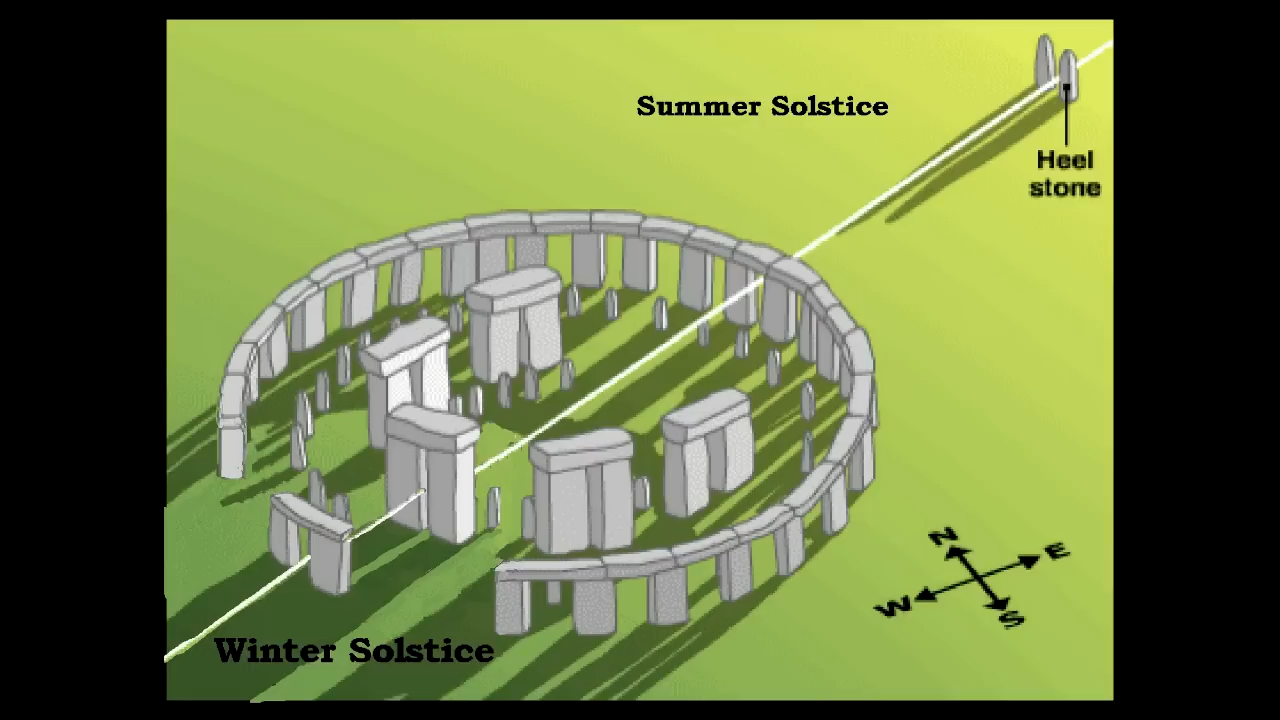 Summer Solstice
Heel
stone
N
E
W
S
Winter Solstice